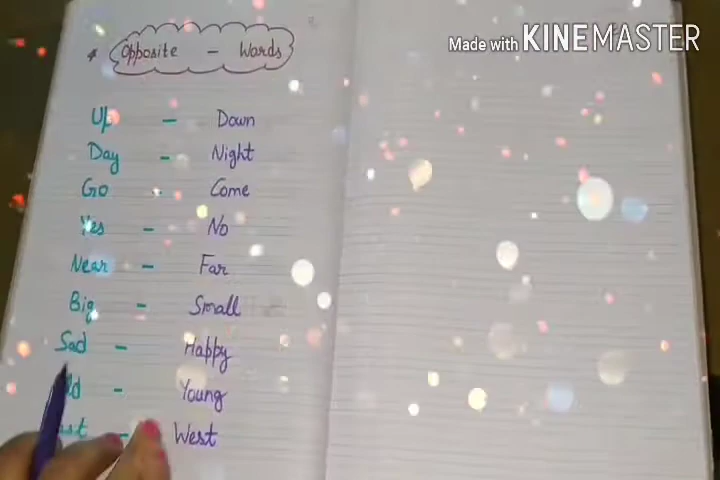 Opposite - Words
Up - Down
Day - Night
Go - Come
Yes - No
Near - Far
Big - Small
Sad - Happy
- Young
- West
Made with KINEMASTER